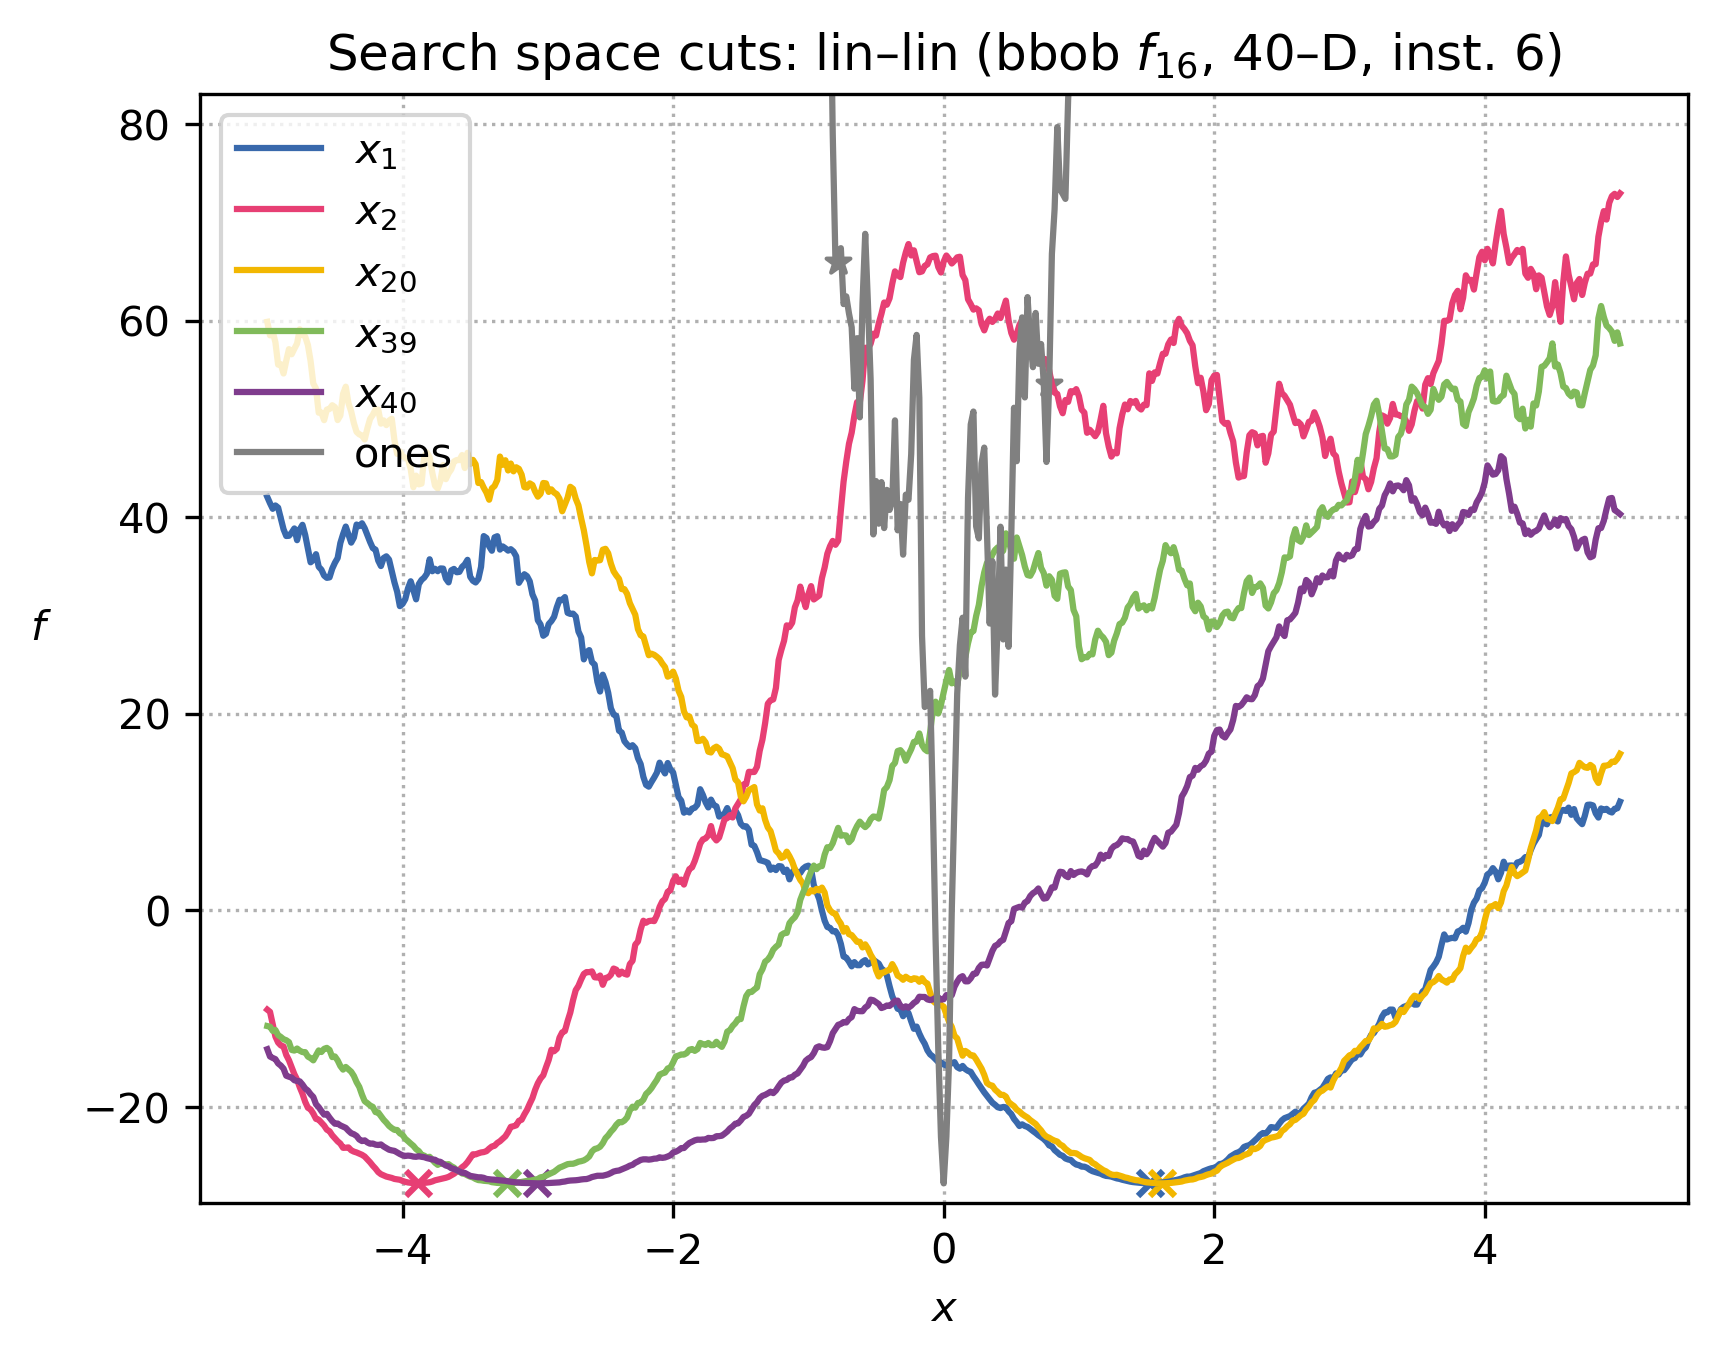 Search space cuts: lin–lin (bbob f₁₆, 40–D, inst. 6)
80
60
40
20
0
−20
f
x₁
x₂
x₂₀
x₃₉
x₄₀
ones
−4
−2
0
2
4
x